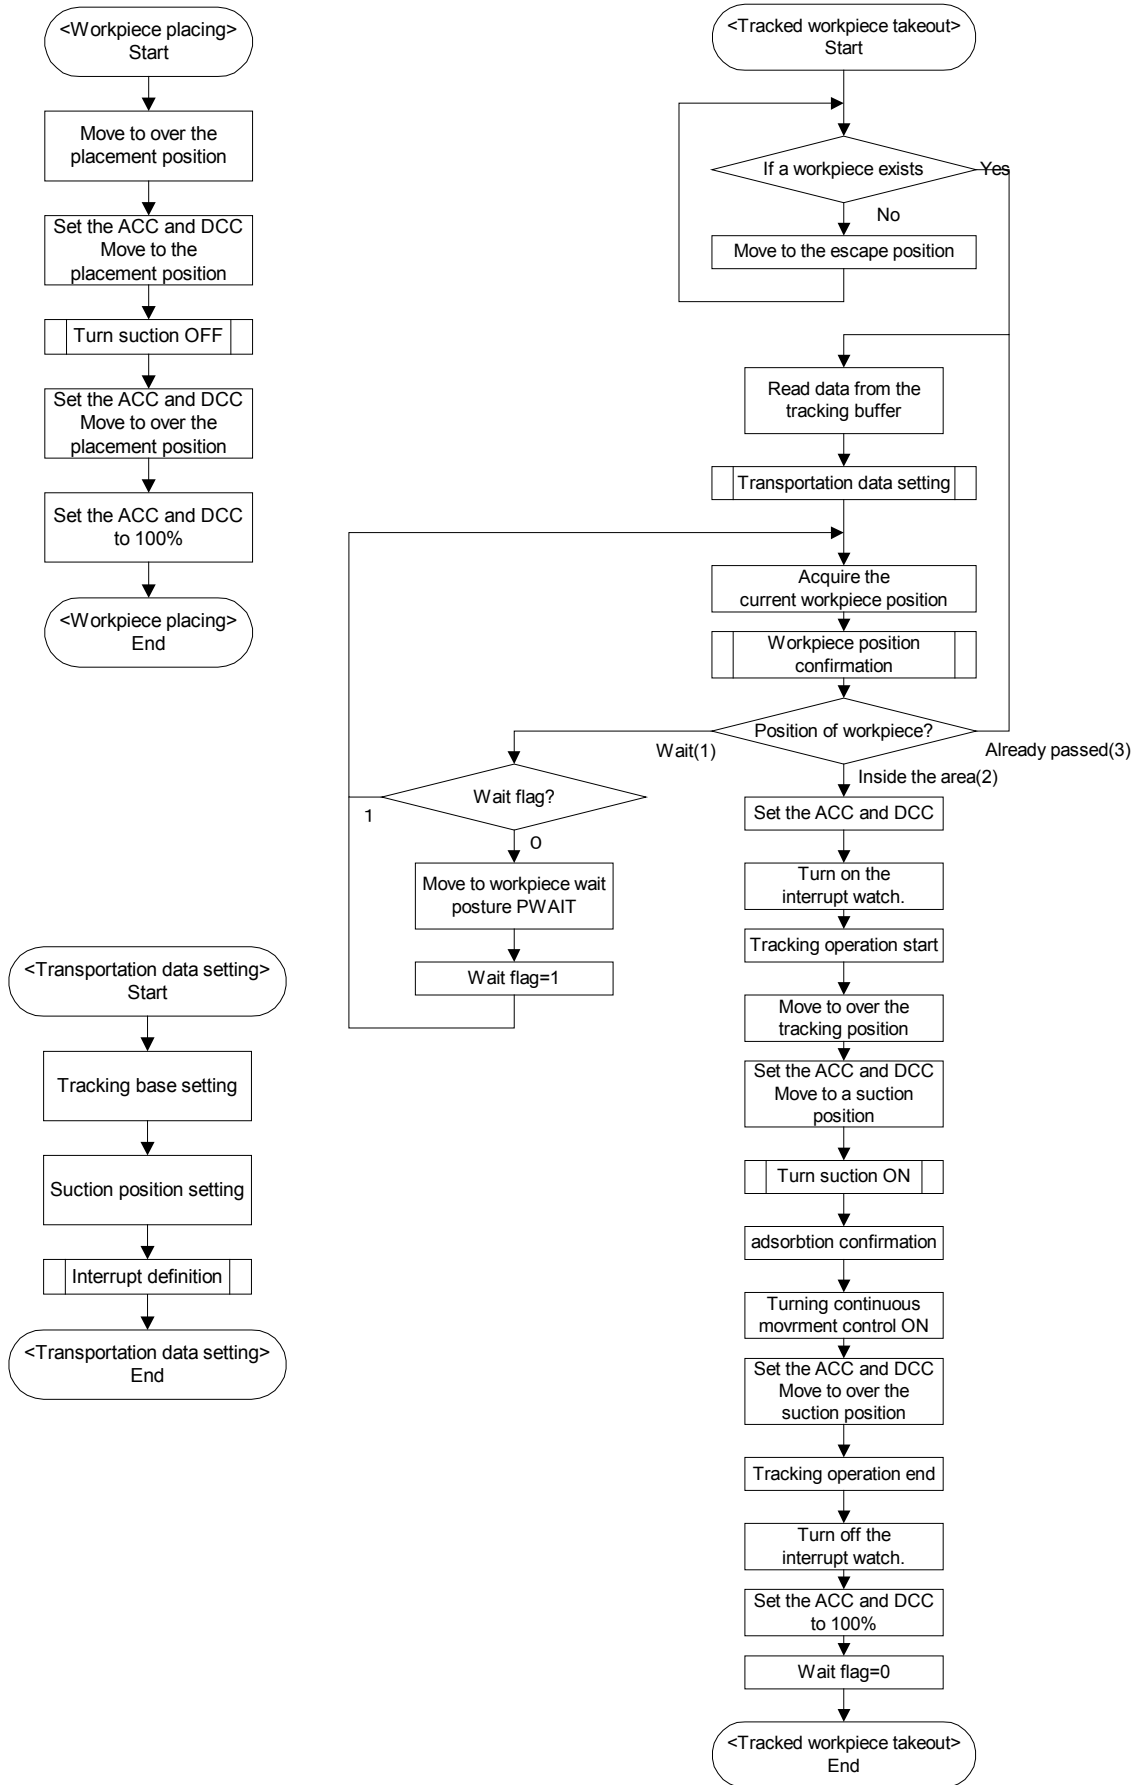 <Workpiece placing>
Start
Move to over the
placement position
Set the ACC and DCC
Move to the
placement position
Turn suction OFF
Set the ACC and DCC
Move to over the
placement position
Set the ACC and DCC
to 100%
<Workpiece placing>
End
<Transportation data setting>
Start
Tracking base setting
Suction position setting
Interrupt definition
<Transportation data setting>
End
<Tracked workpiece takeout>
Start
If a workpiece exists
Yes
No
Move to the escape position
Read data from the
tracking buffer
Transportation data setting
Acquire the
current workpiece position
Workpiece position
confirmation
Position of workpiece?
Wait(1)
Already passed(3)
Inside the area(2)
Wait flag?
1
0
Move to workpiece wait
posture PWAIT
Wait flag=1
Set the ACC and DCC
Turn on the
interrupt watch.
Tracking operation start
Move to over the
tracking position
Set the ACC and DCC
Move to a suction
position
Turn suction ON
adsorbtion confirmation
Turning continuous
movrment control ON
Set the ACC and DCC
Move to over the
suction position
Tracking operation end
Turn off the
interrupt watch.
Set the ACC and DCC
to 100%
Wait flag=0
<Tracked workpiece takeout>
End